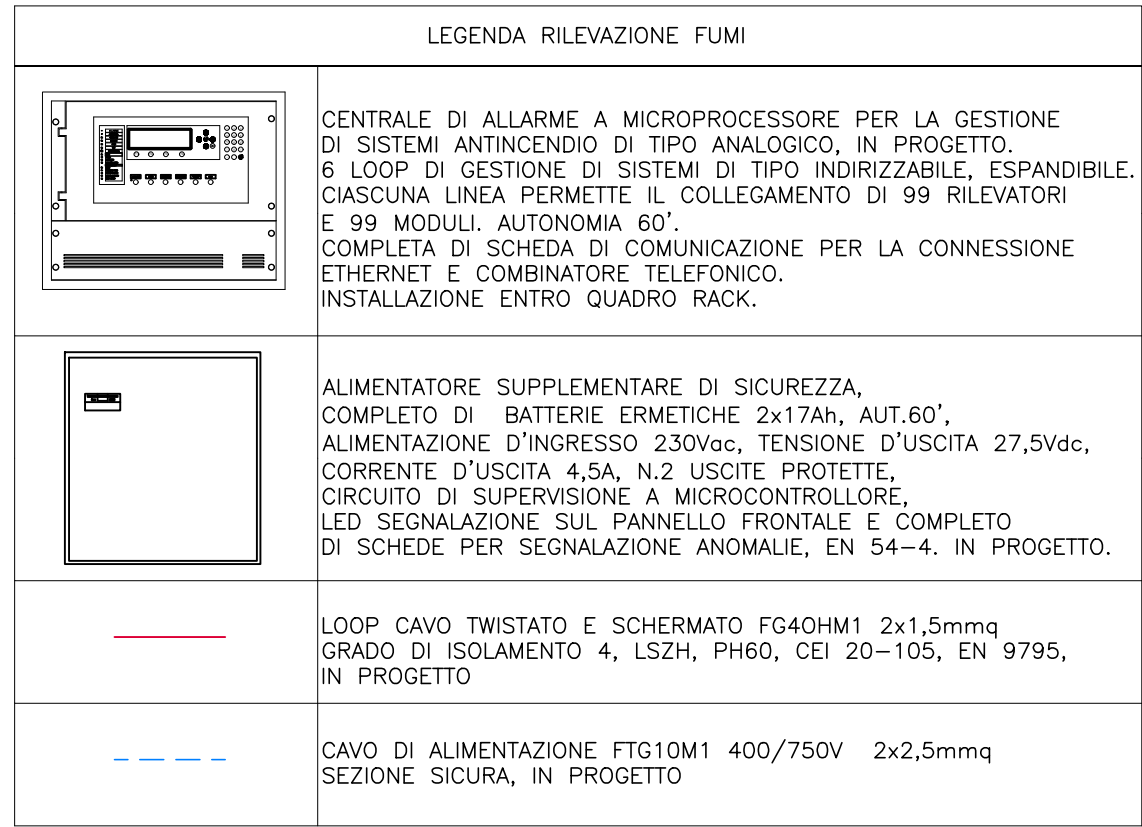 LEGENDA RILEVAZIONE FUMI
CENTRALE DI ALLARME A MICROPROCESSORE PER LA GESTIONE
DI SISTEMI ANTINCENDIO DI TIPO ANALOGICO, IN PROGETTO.
6 LOOP DI GESTIONE DI SISTEMI DI TIPO INDIRIZZABILE, ESPANDIBILE.
CIASCUNA LINEA PERMETTE IL COLLEGAMENTO DI 99 RILEVATORI
E 99 MODULI. AUTONOMIA 60'.
COMPLETA DI SCHEDA DI COMUNICAZIONE PER LA CONNESSIONE
ETHERNET E COMBINATORE TELEFONICO.
INSTALLAZIONE ENTRO QUADRO RACK.
ALIMENTATORE SUPPLEMENTARE DI SICUREZZA,
COMPLETO DI BATTERIE ERMETICHE 2x17Ah, AUT.60',
ALIMENTAZIONE D'INGRESSO 230Vac, TENSIONE D'USCITA 27,5Vdc,
CORRENTE D'USCITA 4,5A, N.2 USCITE PROTETTE,
CIRCUITO DI SUPERVISIONE A MICROCONTROLLORE,
LED SEGNALAZIONE SUL PANNELLO FRONTALE E COMPLETO
DI SCHEDE PER SEGNALAZIONE ANOMALIE, EN 54-4. IN PROGETTO.
LOOP CAVO TWISTATO E SCHERMATO FG4OHM1 2x1,5mmq
GRADO DI ISOLAMENTO 4, LSZH, PH60, CEI 20-105, EN 9795,
IN PROGETTO
CAVO DI ALIMENTAZIONE FTG10M1 400/750V 2x2,5mmq
SEZIONE SICURA, IN PROGETTO